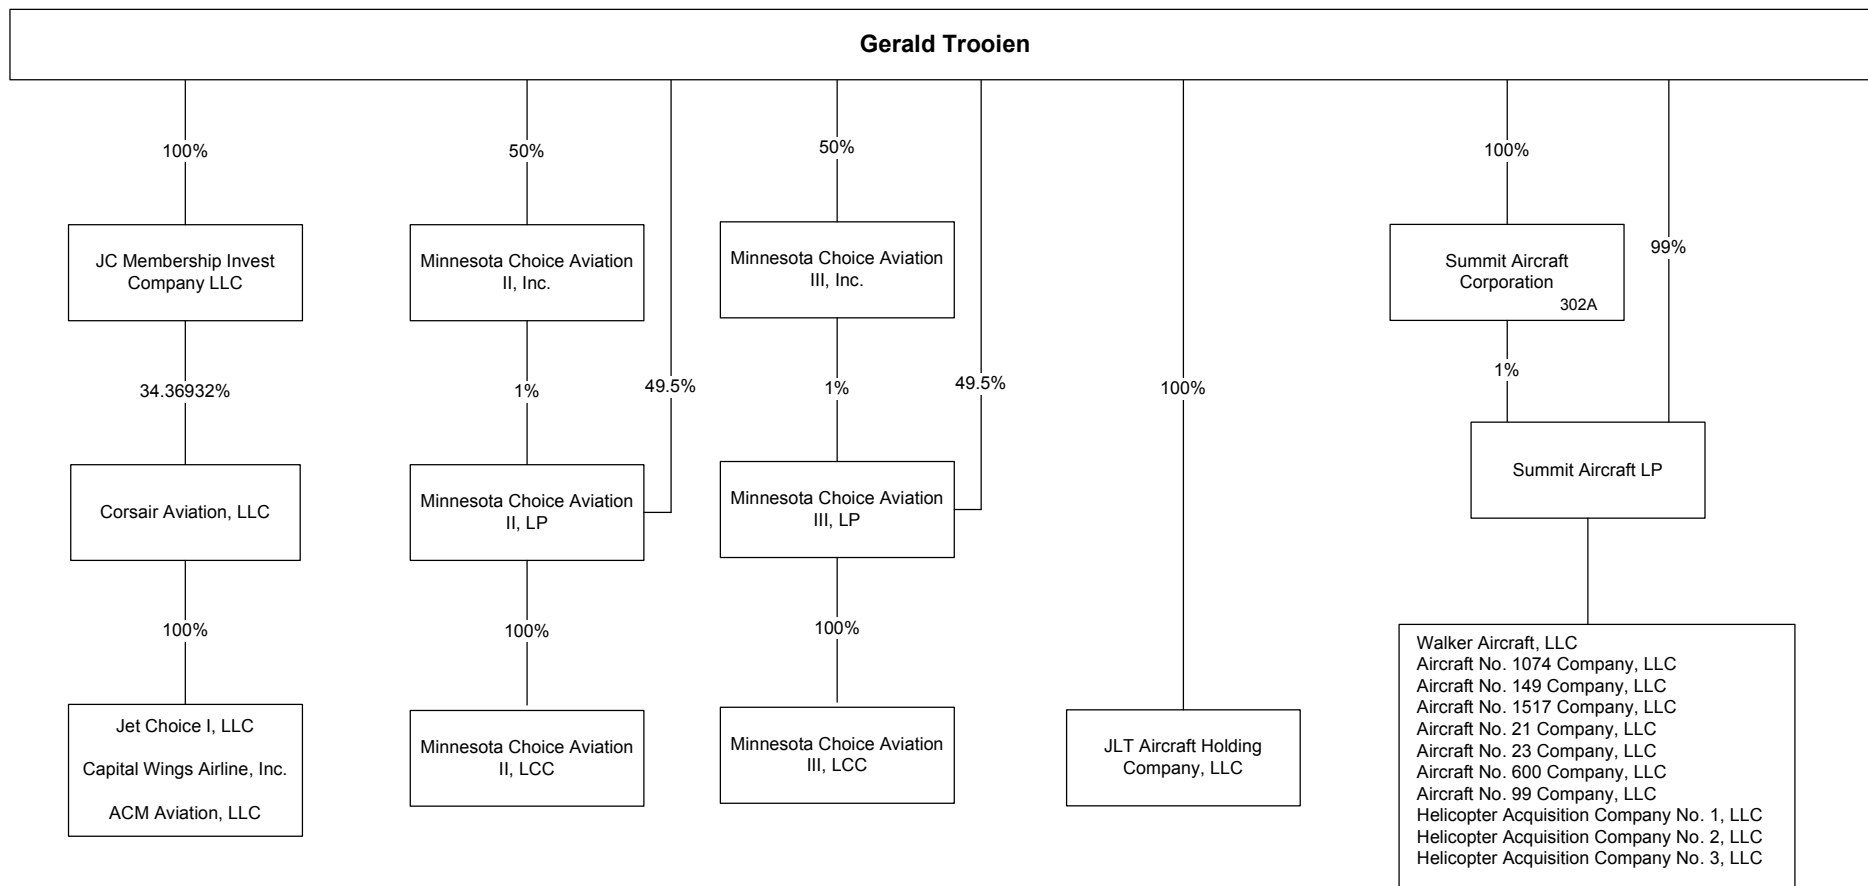 Gerald Trooien
100%
50%
50%
100%
99%
JC Membership Invest
Company LLC
Minnesota Choice Aviation
II, Inc.
Minnesota Choice Aviation
III, Inc.
Summit Aircraft
Corporation
302A
34.36932%
1%
49.5%
1%
49.5%
100%
1%
Corsair Aviation, LLC
Minnesota Choice Aviation
II, LP
Minnesota Choice Aviation
III, LP
Summit Aircraft LP
100%
100%
100%
Jet Choice I, LLC
Capital Wings Airline, Inc.
ACM Aviation, LLC
Minnesota Choice Aviation
II, LCC
Minnesota Choice Aviation
III, LCC
JLT Aircraft Holding
Company, LLC
Walker Aircraft, LLC
Aircraft No. 1074 Company, LLC
Aircraft No. 149 Company, LLC
Aircraft No. 1517 Company, LLC
Aircraft No. 21 Company, LLC
Aircraft No. 23 Company, LLC
Aircraft No. 600 Company, LLC
Aircraft No. 99 Company, LLC
Helicopter Acquisition Company No. 1, LLC
Helicopter Acquisition Company No. 2, LLC
Helicopter Acquisition Company No. 3, LLC